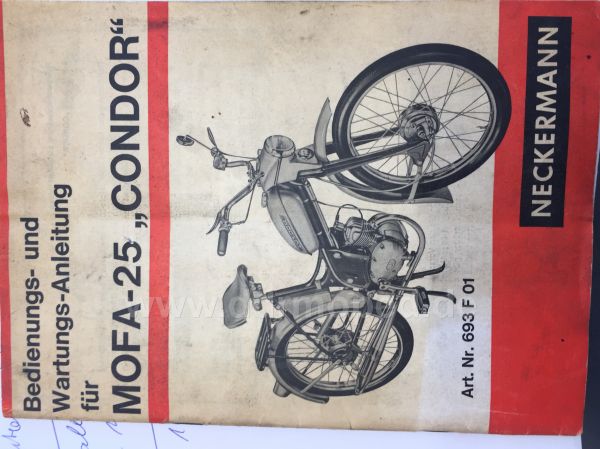 Bedienungs- und
Wartungs-Anleitung
für
MOFA-25 „CONDOR“
Art. Nr. 693 F 01
NECKERMANN